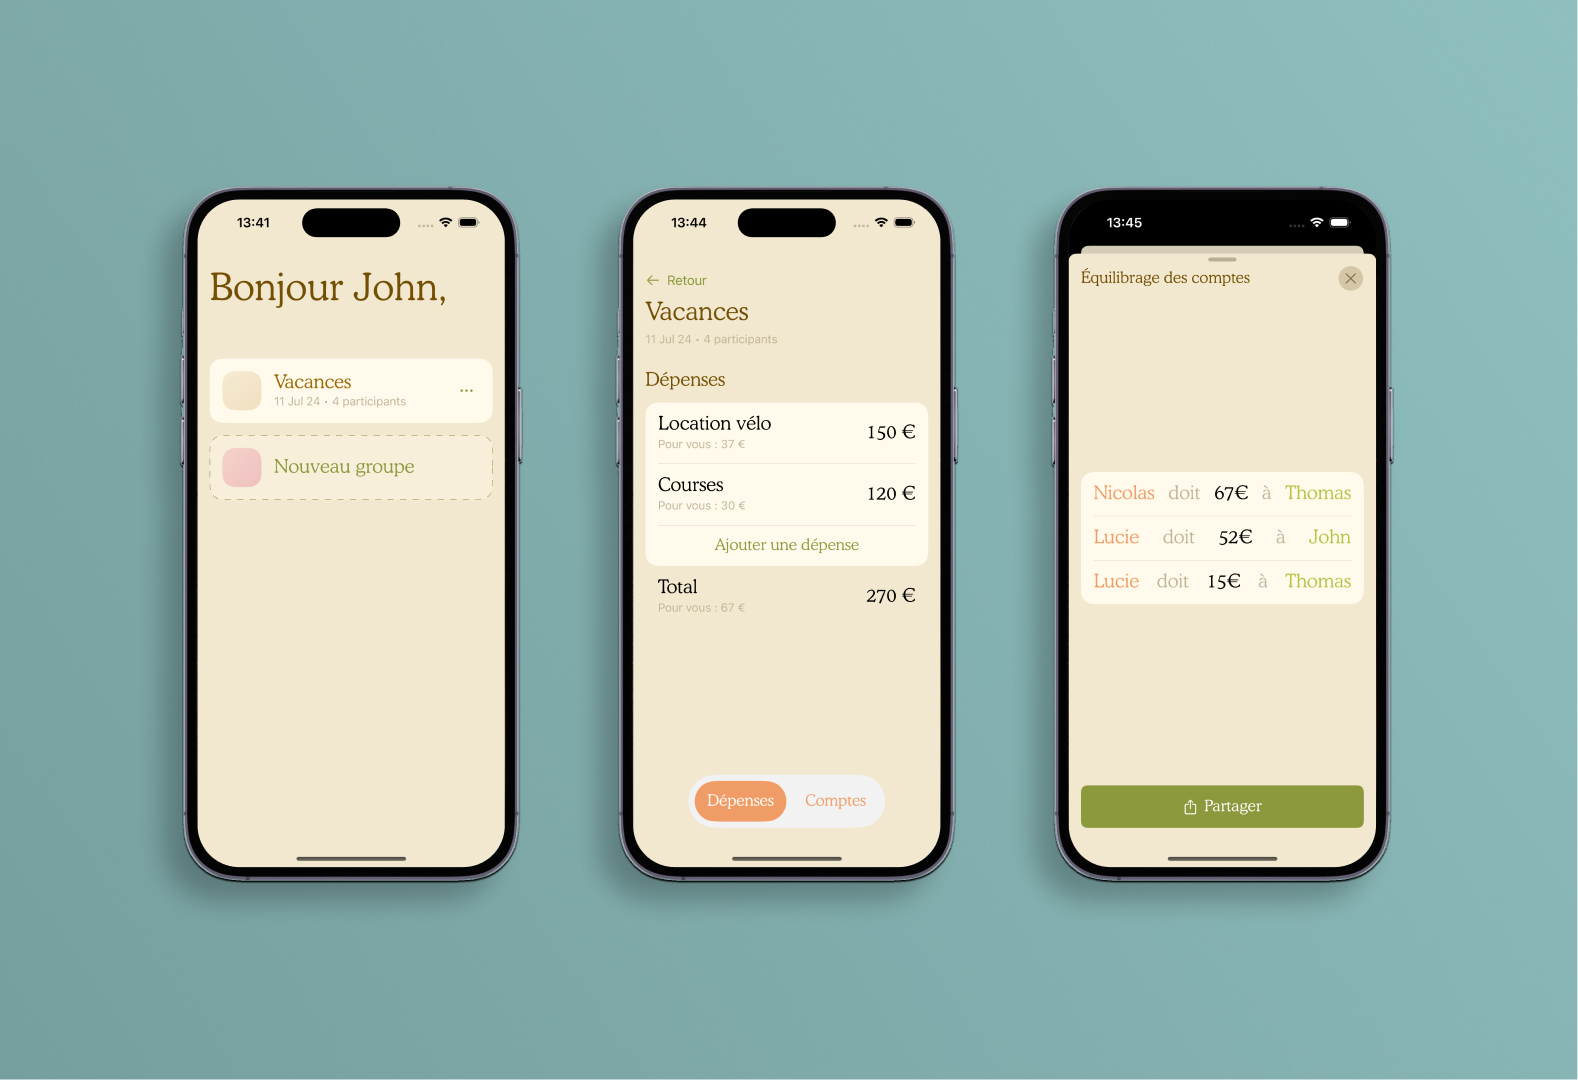 13:41
Bonjour John,
Vacances
11 Jul 24 • 4 participants
Nouveau groupe
13:44
← Retour
Vacances
11 Jul 24 • 4 participants
Dépenses
Location vélo
150 €
Pour vous : 37 €
Courses
120 €
Pour vous : 30 €
Ajouter une dépense
Total
270 €
Pour vous : 67 €
Dépenses Comptes
13:45
Équilibrage des comptes
Nicolas doit 67€ à Thomas
Lucie doit 52€ à John
Lucie doit 15€ à Thomas
Partager